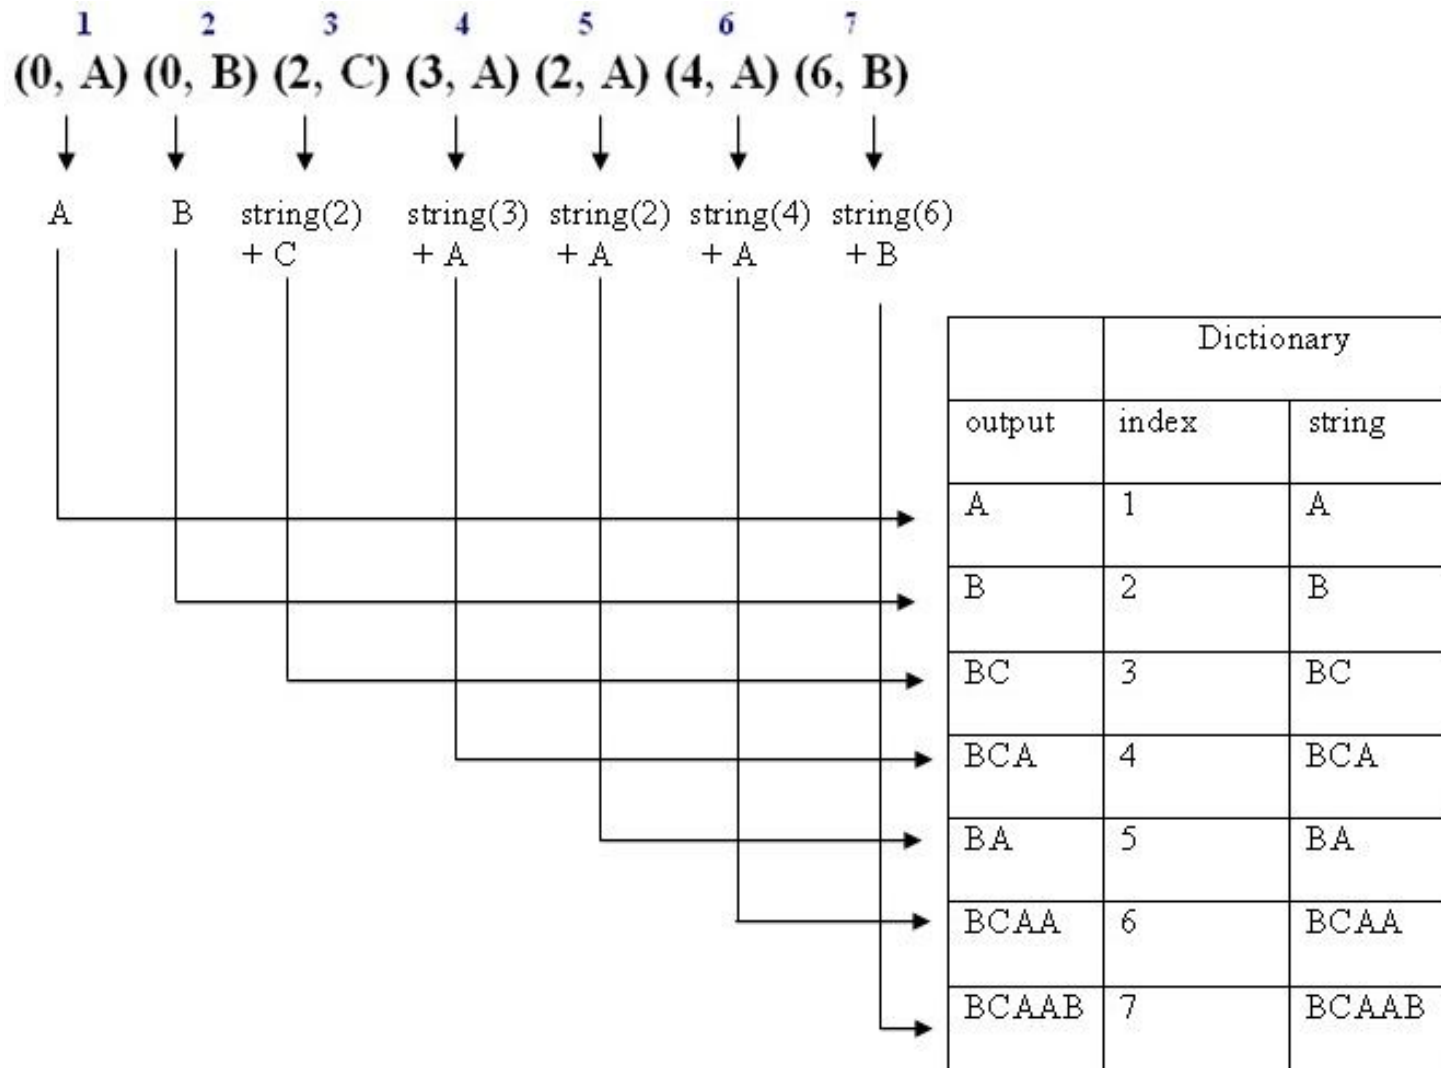 1 2 3 4 5 6 7
(0, A) (0, B) (2, C) (3, A) (2, A) (4, A) (6, B)
A B string(2) string(3) string(2) string(4) string(6)
+ C + A + A + A + B
Dictionary
output index string
A 1 A
B 2 B
BC 3 BC
BCA 4 BCA
BA 5 BA
BCAA 6 BCAA
BCAAB 7 BCAAB